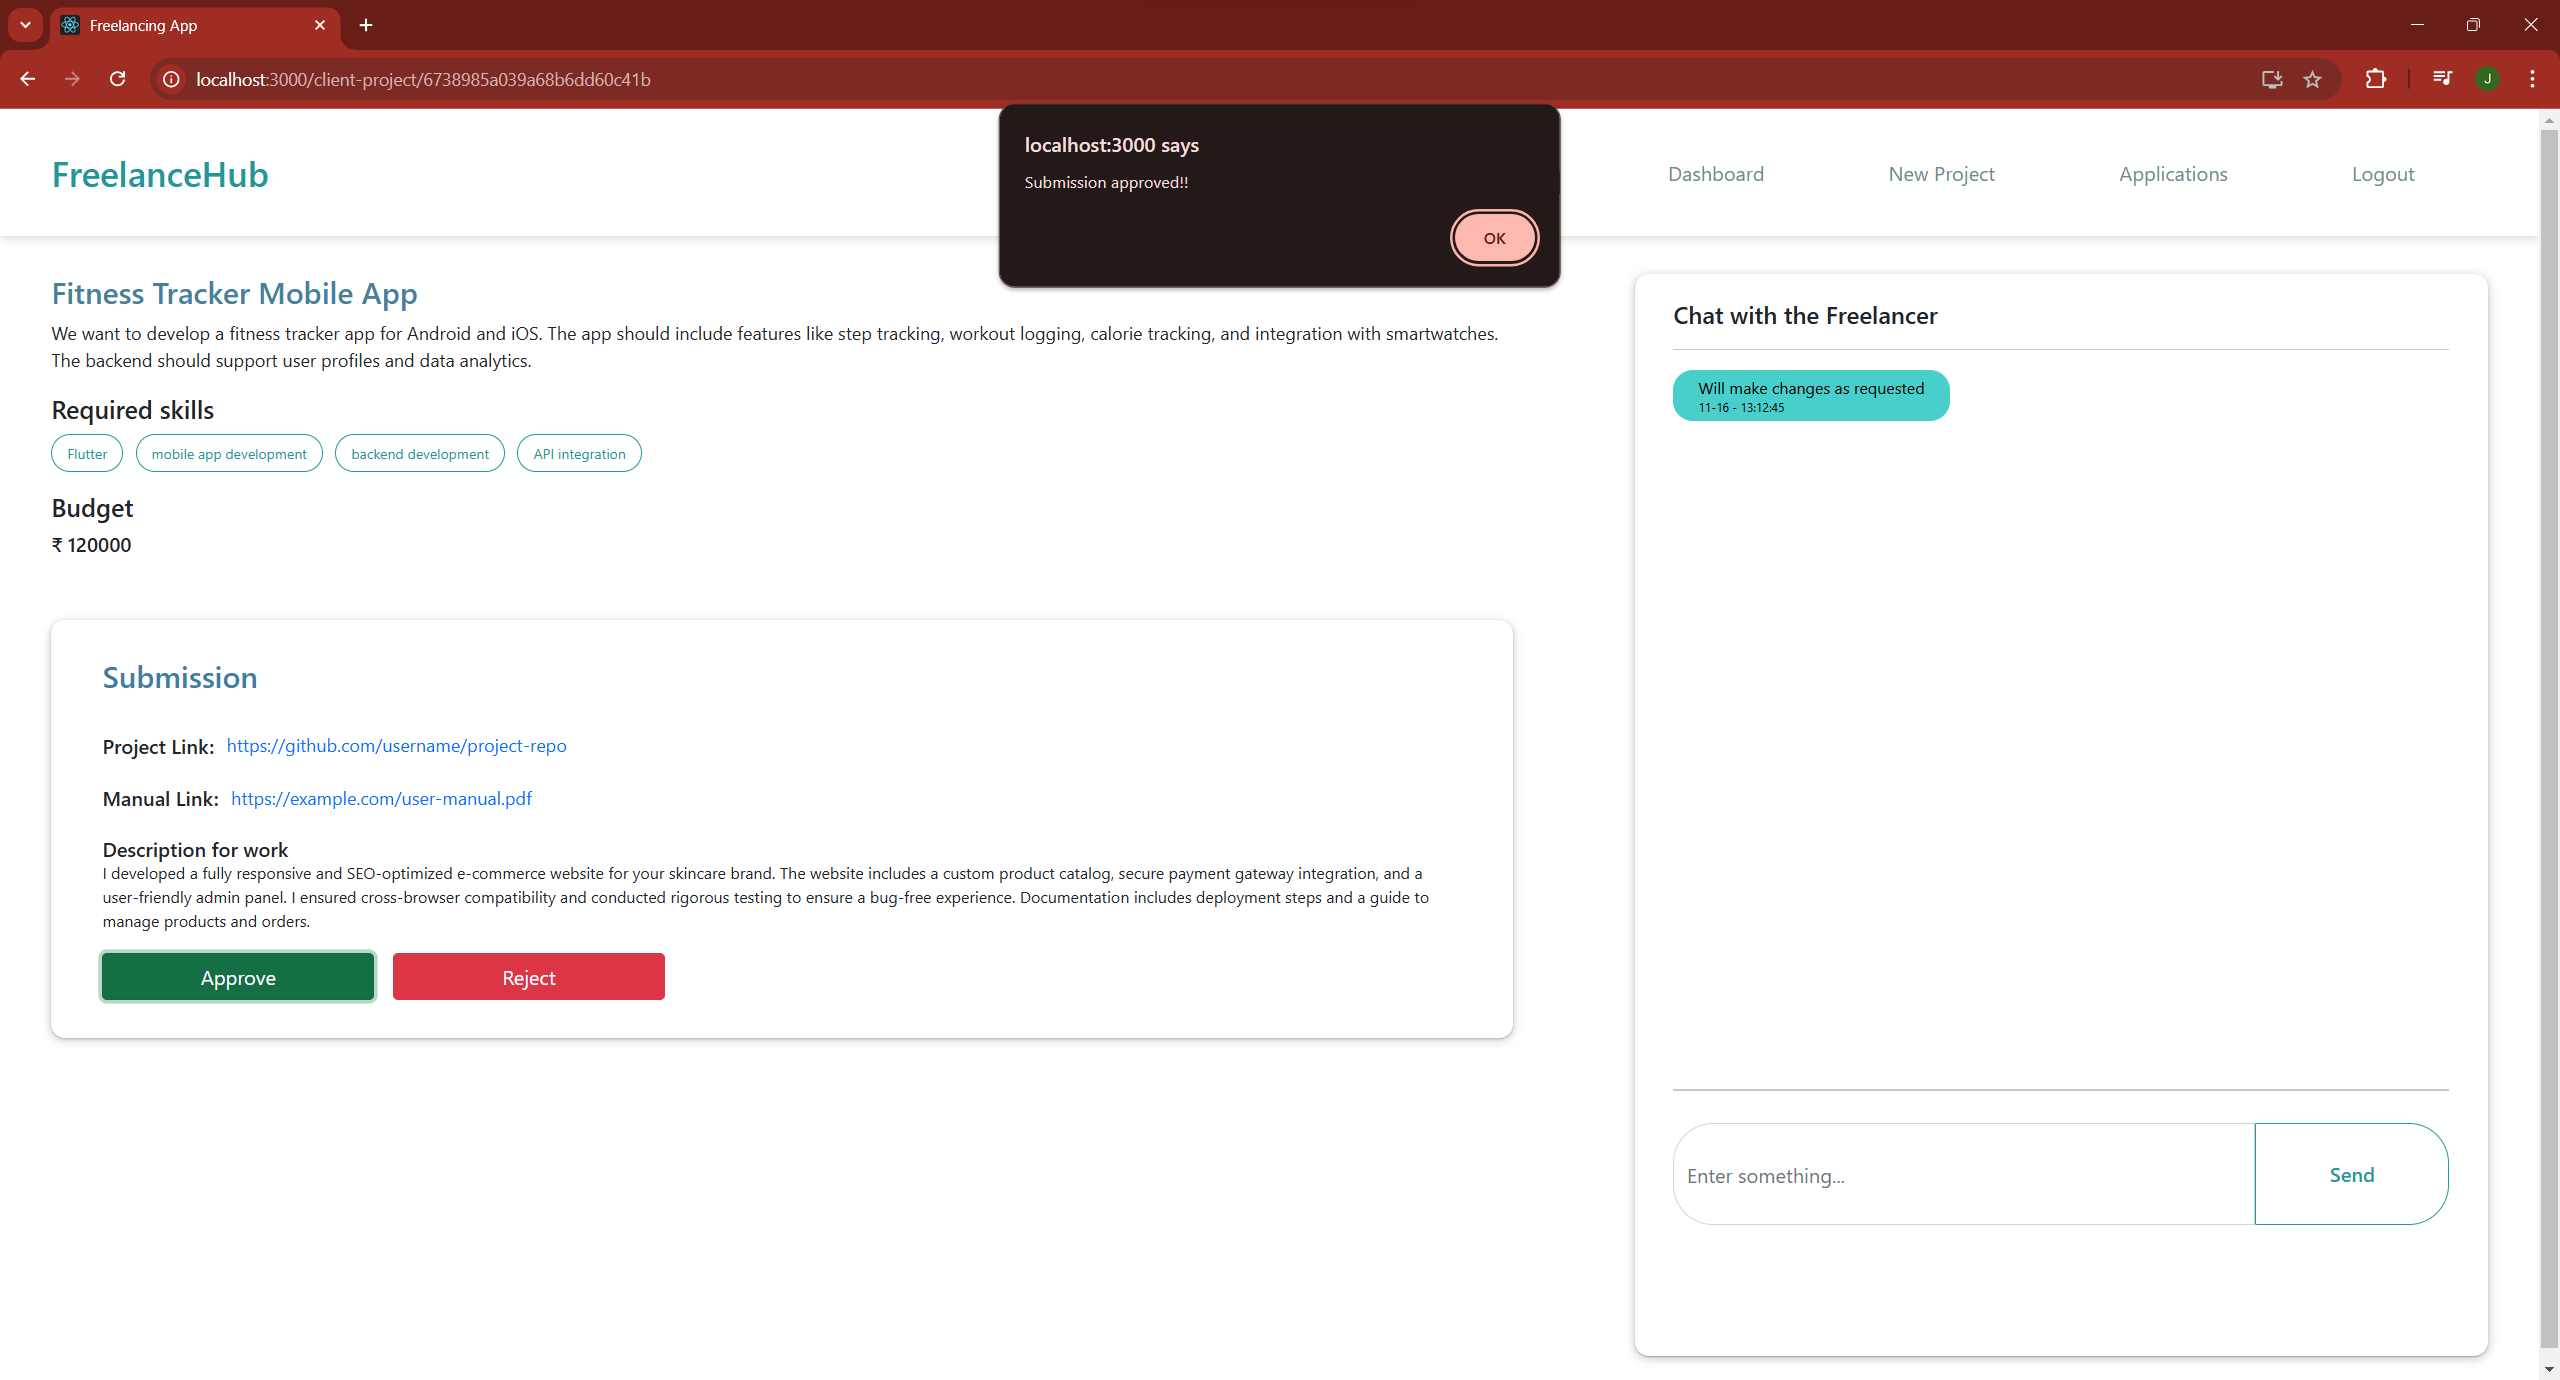 Freelancing App
localhost:3000/client-project/6738985a039a68b6dd60c41b
J
localhost:3000 says
Submission approved!!
OK
FreelanceHub
Dashboard
New Project
Applications
Logout
Fitness Tracker Mobile App
We want to develop a fitness tracker app for Android and iOS. The app should include features like step tracking, workout logging, calorie tracking, and integration with smartwatches.
The backend should support user profiles and data analytics.
Required skills
Flutter
mobile app development
backend development
API integration
Budget
₹ 120000
Submission
Project Link: https://github.com/username/project-repo
Manual Link: https://example.com/user-manual.pdf
Description for work
I developed a fully responsive and SEO-optimized e-commerce website for your skincare brand. The website includes a custom product catalog, secure payment gateway integration, and a
user-friendly admin panel. I ensured cross-browser compatibility and conducted rigorous testing to ensure a bug-free experience. Documentation includes deployment steps and a guide to
manage products and orders.
Approve
Reject
Chat with the Freelancer
Will make changes as requested
11-16 - 13:12:45
Enter something...
Send